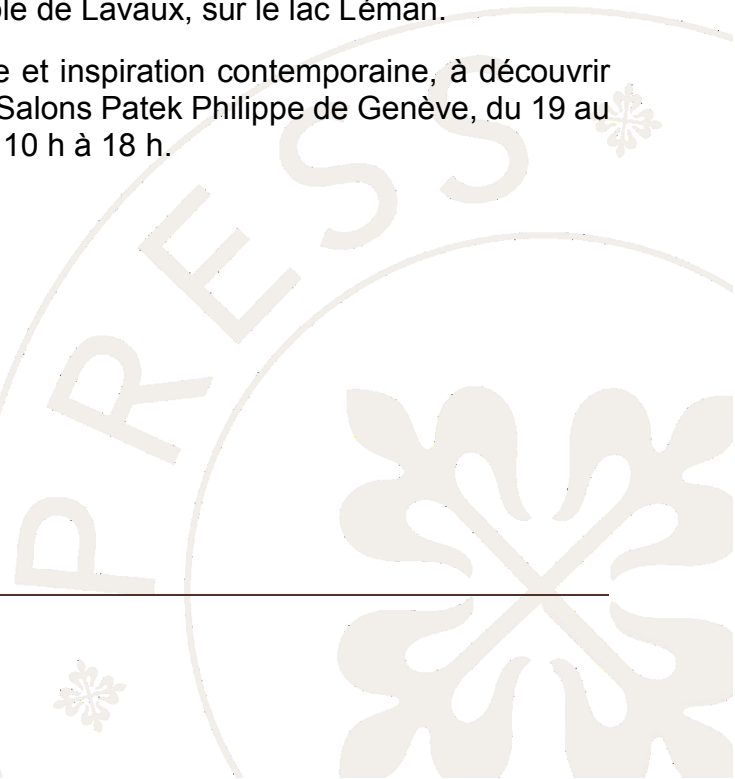 ole de Lavaux, sur le lac Léman.
e et inspiration contemporaine, à découvrir
Salons Patek Philippe de Genève, du 19 au
10 h à 18 h.
PRESS